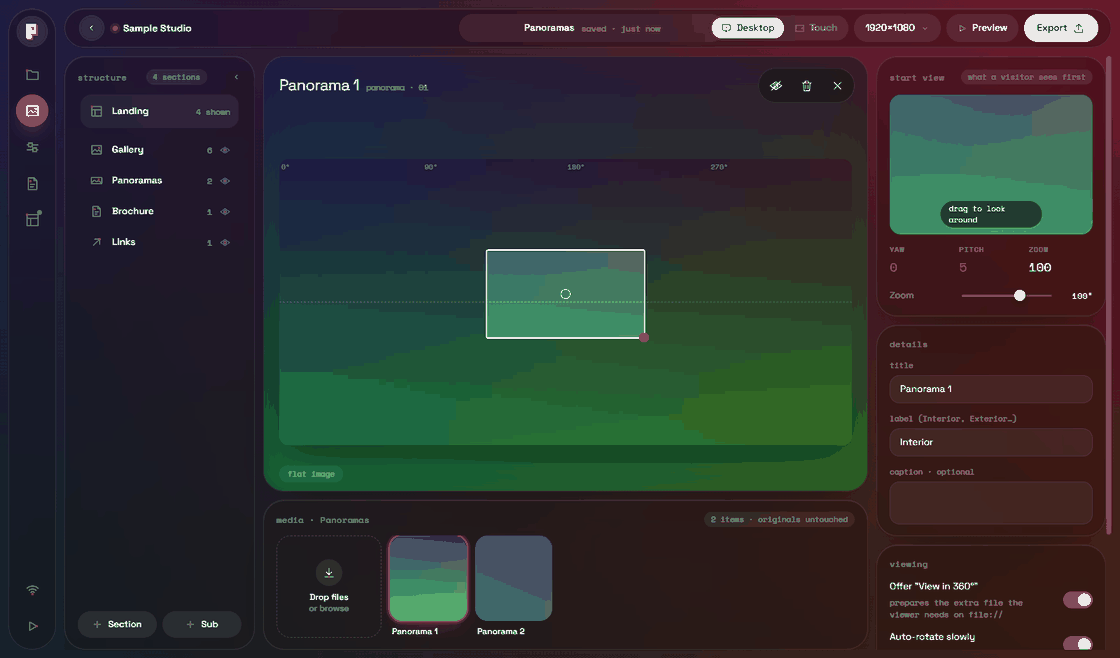 Sample Studio
Panoramas saved · just now
Desktop
Touch
1920×1080
Preview
Export
structure
4 sections
Landing
4 shown
Gallery
6
Panoramas
2
Brochure
1
Links
1
Section
Sub
Panorama 1 panorama · 01
0°
90°
180°
270°
flat image
media · Panoramas
2 items · originals untouched
Drop files
or browse
Panorama 1
Panorama 2
start view
what a visitor sees first
drag to look
around
YAW
PITCH
ZOOM
0
5
100
Zoom
100°
details
title
Panorama 1
label (Interior, Exterior…)
Interior
caption · optional
viewing
Offer "View in 360°"
prepares the extra file the
viewer needs on file://
Auto-rotate slowly